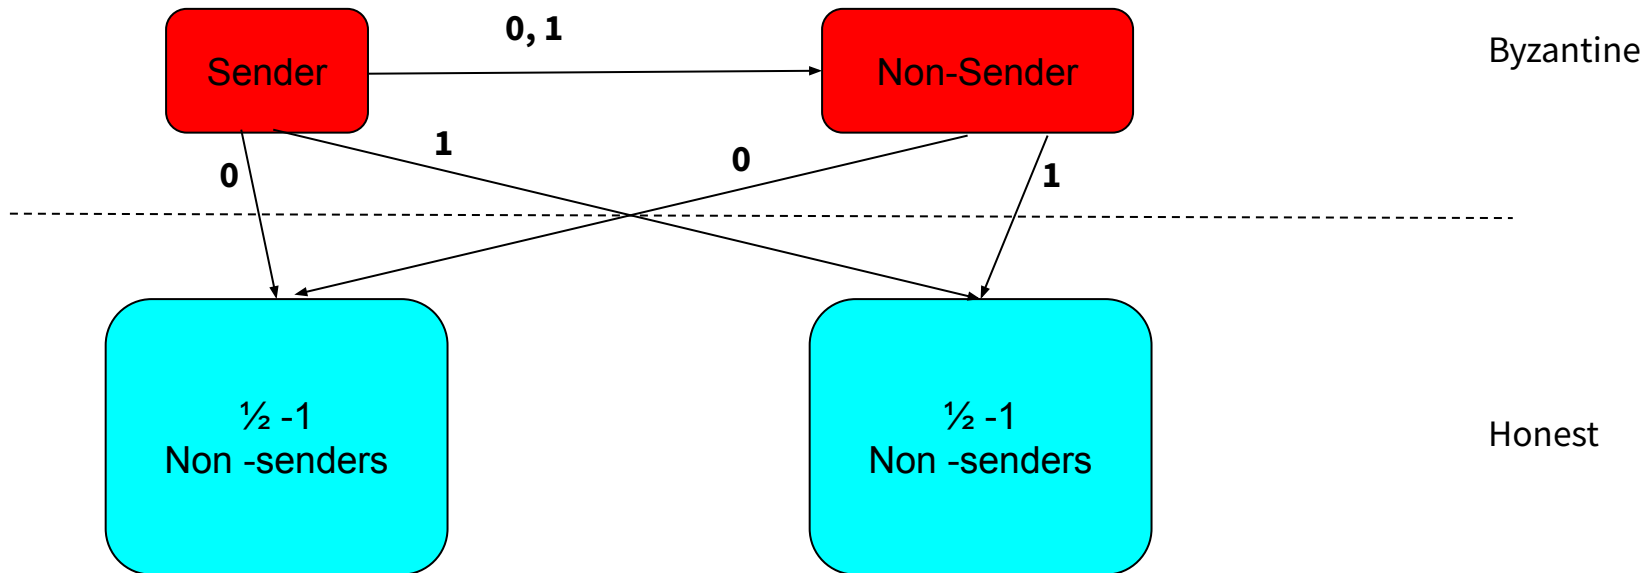 0, 1
Byzantine
Sender
Non-Sender
1
0
0
1
½ -1
Non -senders
½ -1
Non -senders
Honest